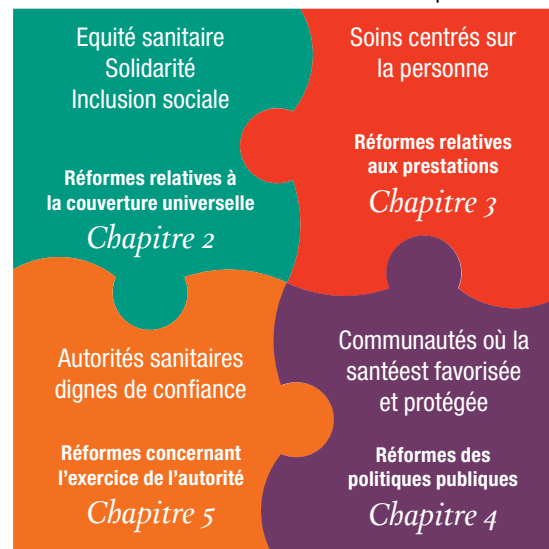 Equité sanitaire
Solidarité
Inclusion sociale
Réformes relatives à
la couverture universelle
Chapitre 2
Soins centrés sur
la personne
Réformes relatives
aux prestations
Chapitre 3
Autorités sanitaires
dignes de confiance
Réformes concernant
l'exercice de l'autorité
Chapitre 5
Communautés où la
santéest favorisée
et protégée
Réformes des
politiques publiques
Chapitre 4